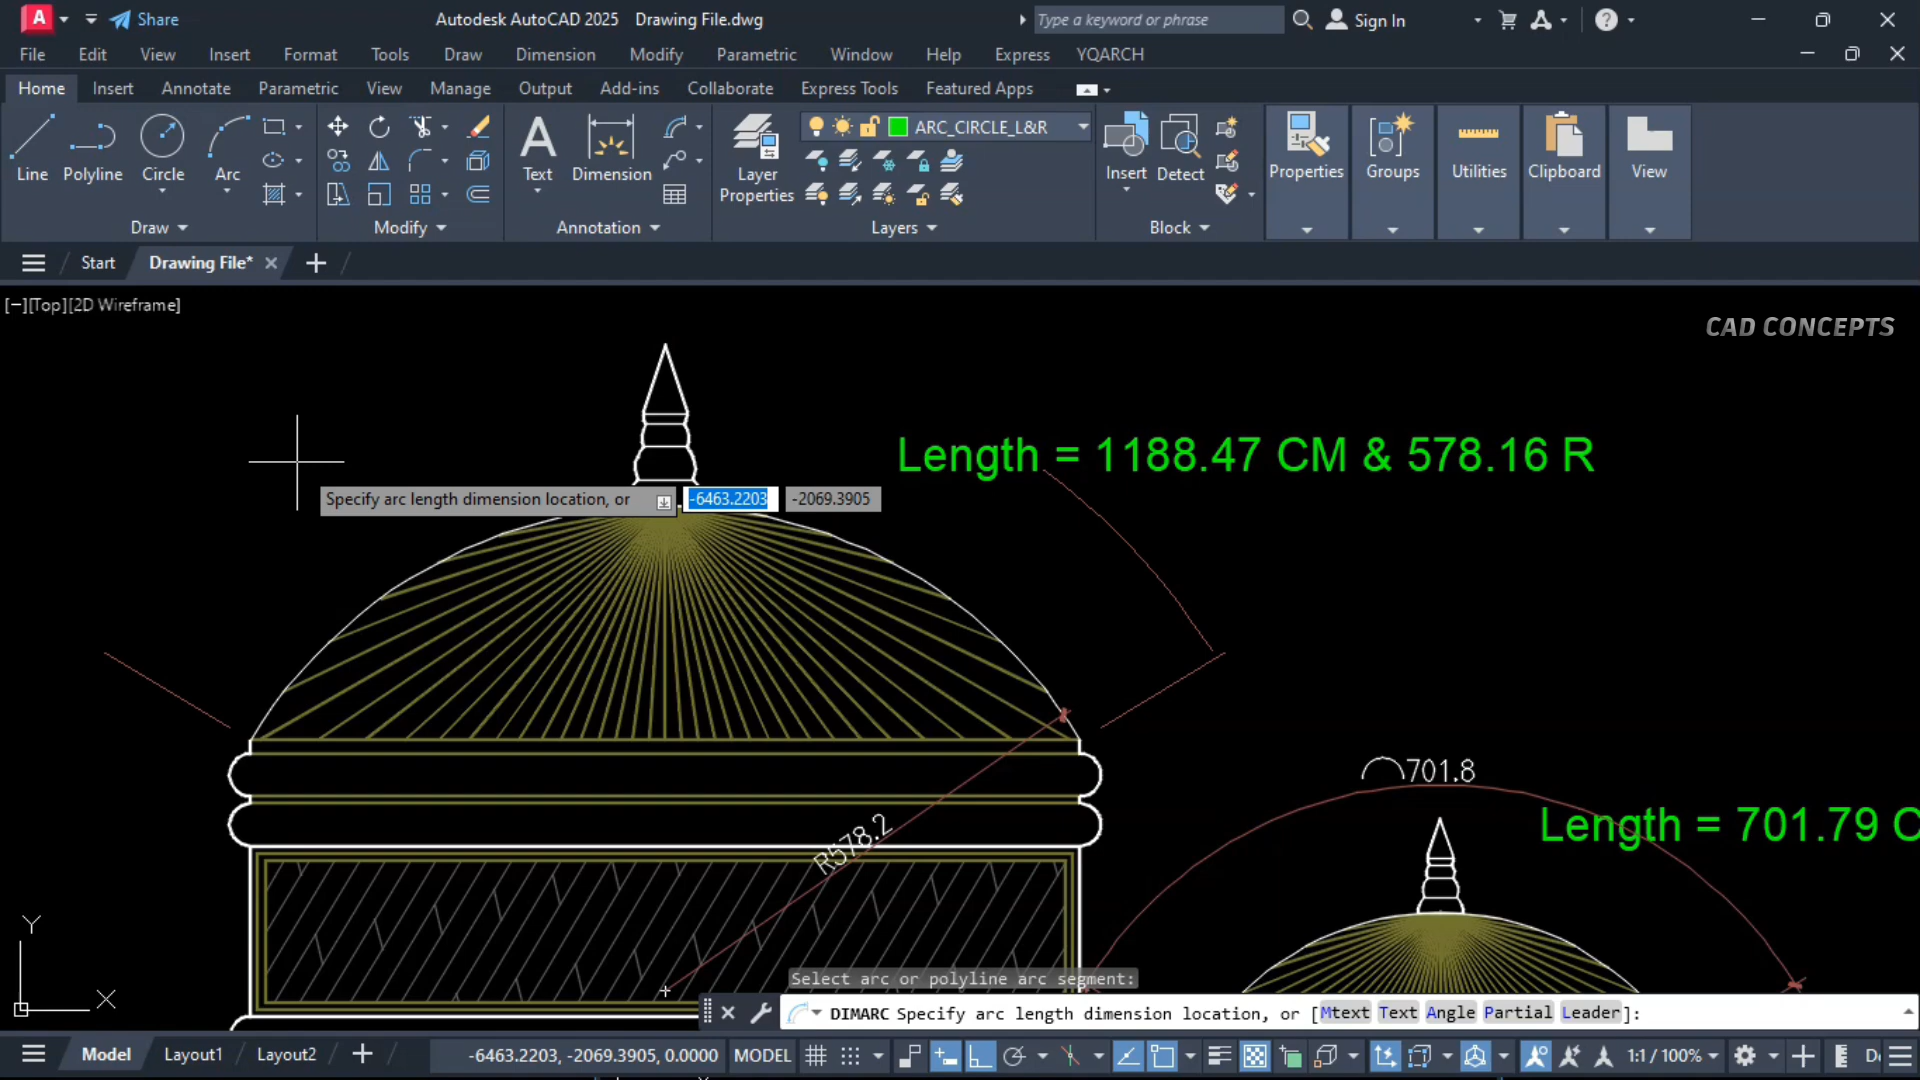 A Share Autodesk AutoCAD 2025 Drawing File.dwg Type a keyword or phrase Sign In
File Edit View Insert Format Tools Draw Dimension Modify Parametric Window Help Express YQARCH
Home Insert Annotate Parametric View Manage Output Add-ins Collaborate Express Tools Featured Apps
ARC_CIRCLE_L&R
Line Polyline Circle Arc Text Dimension Layer Properties Insert Detect Properties Groups Utilities Clipboard View
Draw Modify Annotation Layers Block
Start Drawing File*
[−][Top][2D Wireframe]
CAD CONCEPTS
Length = 1188.47 CM & 578.16 R
Specify arc length dimension location, or -6463.2203 -2069.3905
701.8
Length = 701.79 C
R578.2
Y
X
Select arc or polyline arc segment:
DIMARC Specify arc length dimension location, or [Mtext Text Angle Partial Leader]:
Model Layout1 Layout2 -6463.2203, -2069.3905, 0.0000 MODEL 1:1 / 100%